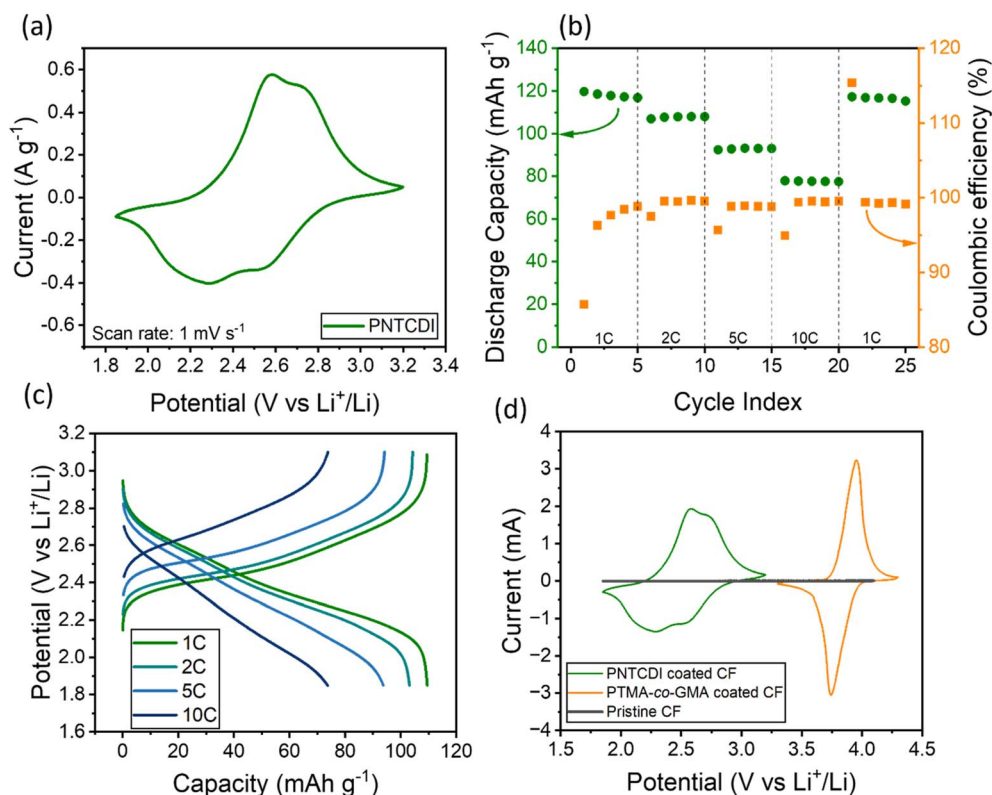 (a)
Current (A g⁻¹)
0.6
0.4
0.2
0.0
-0.2
-0.4
-0.6
Scan rate: 1 mV s⁻¹
PNTCDI
1.8 2.0 2.2 2.4 2.6 2.8 3.0 3.2 3.4
Potential (V vs Li⁺/Li)
(b)
Discharge Capacity (mAh g⁻¹)
140
120
100
80
60
40
20
0
1C 2C 5C 10C 1C
0 5 10 15 20 25
Cycle Index
120
110
100
90
80
Coulombic efficiency (%)
(c)
Potential (V vs Li⁺/Li)
3.2
3.0
2.8
2.6
2.4
2.2
2.0
1.8
1.6
1C
2C
5C
10C
0 20 40 60 80 100 120
Capacity (mAh g⁻¹)
(d)
Current (mA)
4
3
2
1
0
−1
−2
−3
−4
PNTCDI coated CF
PTMA-co-GMA coated CF
Pristine CF
1.5 2.0 2.5 3.0 3.5 4.0 4.5
Potential (V vs Li⁺/Li)